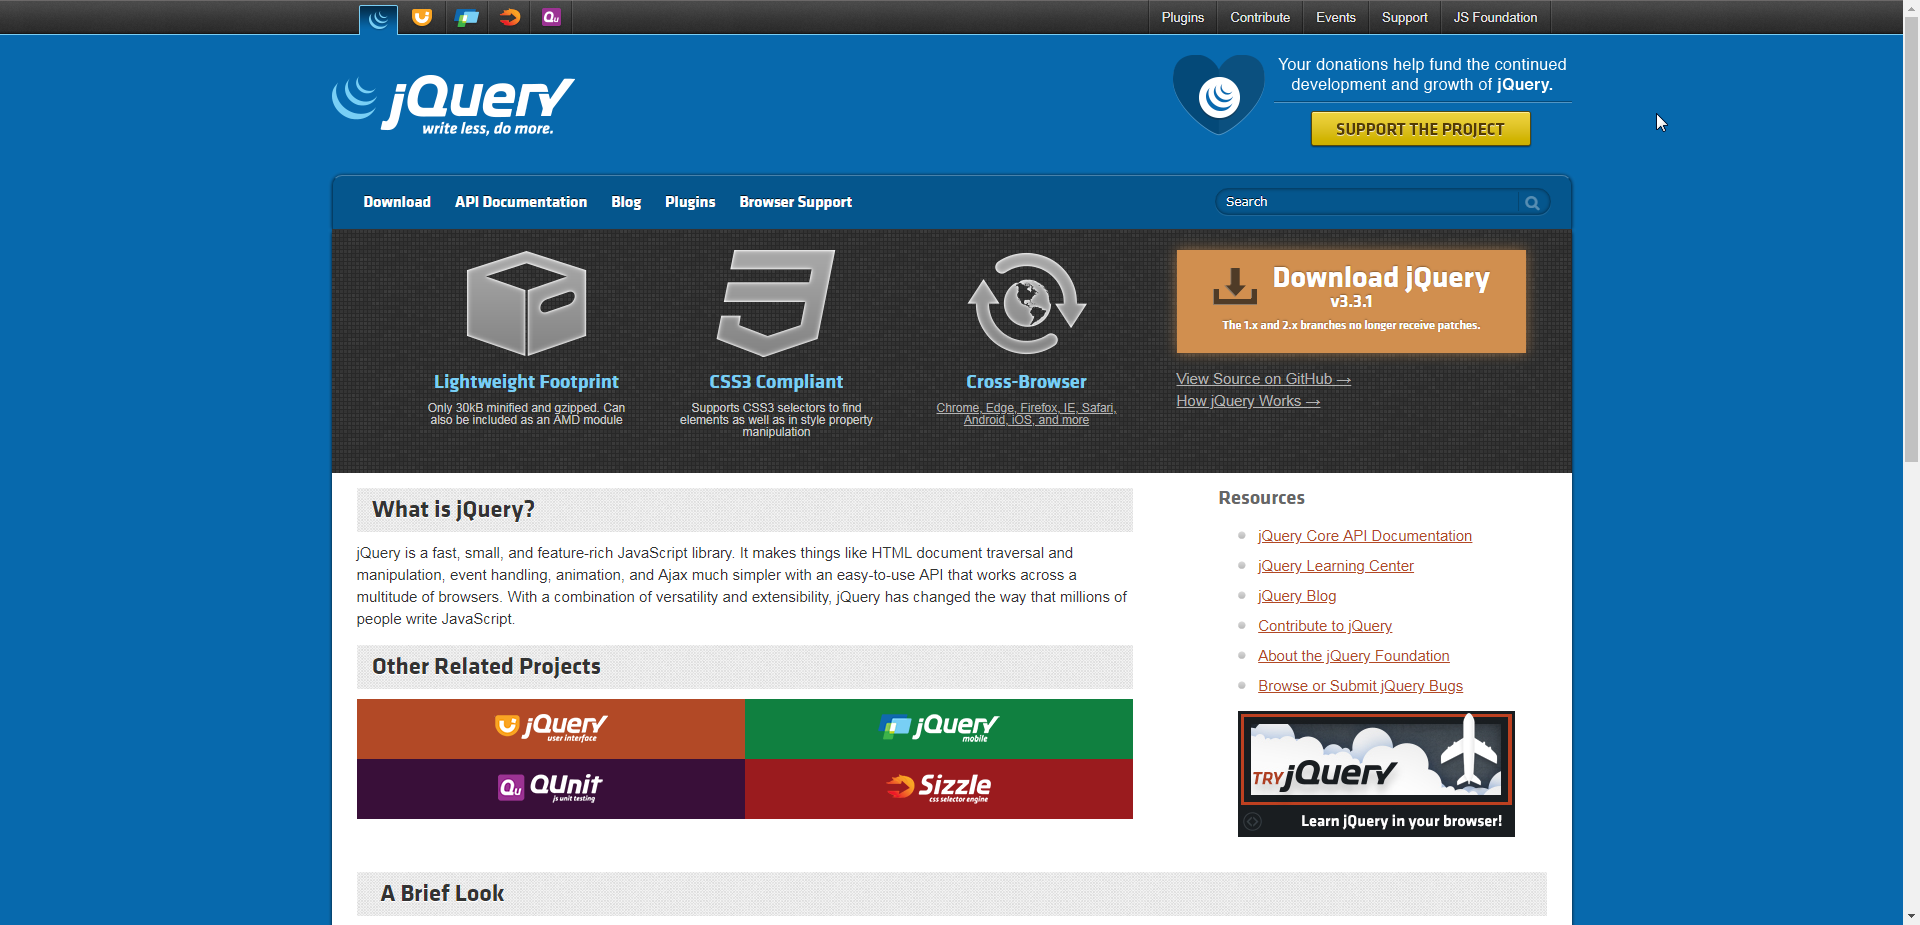 Qu
Plugins
Contribute
Events
Support
JS Foundation
jQuery
write less, do more.
Your donations help fund the continued
development and growth of jQuery.
SUPPORT THE PROJECT
Download
API Documentation
Blog
Plugins
Browser Support
Search
Lightweight Footprint
Only 30kB minified and gzipped. Can
also be included as an AMD module
CSS3 Compliant
Supports CSS3 selectors to find
elements as well as in style property
manipulation
Cross-Browser
Chrome, Edge, Firefox, IE, Safari,
Android, iOS, and more
Download jQuery
v3.3.1
The 1.x and 2.x branches no longer receive patches.
View Source on GitHub →
How jQuery Works →
What is jQuery?
jQuery is a fast, small, and feature-rich JavaScript library. It makes things like HTML document traversal and
manipulation, event handling, animation, and Ajax much simpler with an easy-to-use API that works across a
multitude of browsers. With a combination of versatility and extensibility, jQuery has changed the way that millions of
people write JavaScript.
Other Related Projects
jQuery
user interface
jQuery
mobile
Qu QUnit
js unit testing
Sizzle
css selector engine
Resources
jQuery Core API Documentation
jQuery Learning Center
jQuery Blog
Contribute to jQuery
About the jQuery Foundation
Browse or Submit jQuery Bugs
TRY jQuery
Learn jQuery in your browser!
A Brief Look